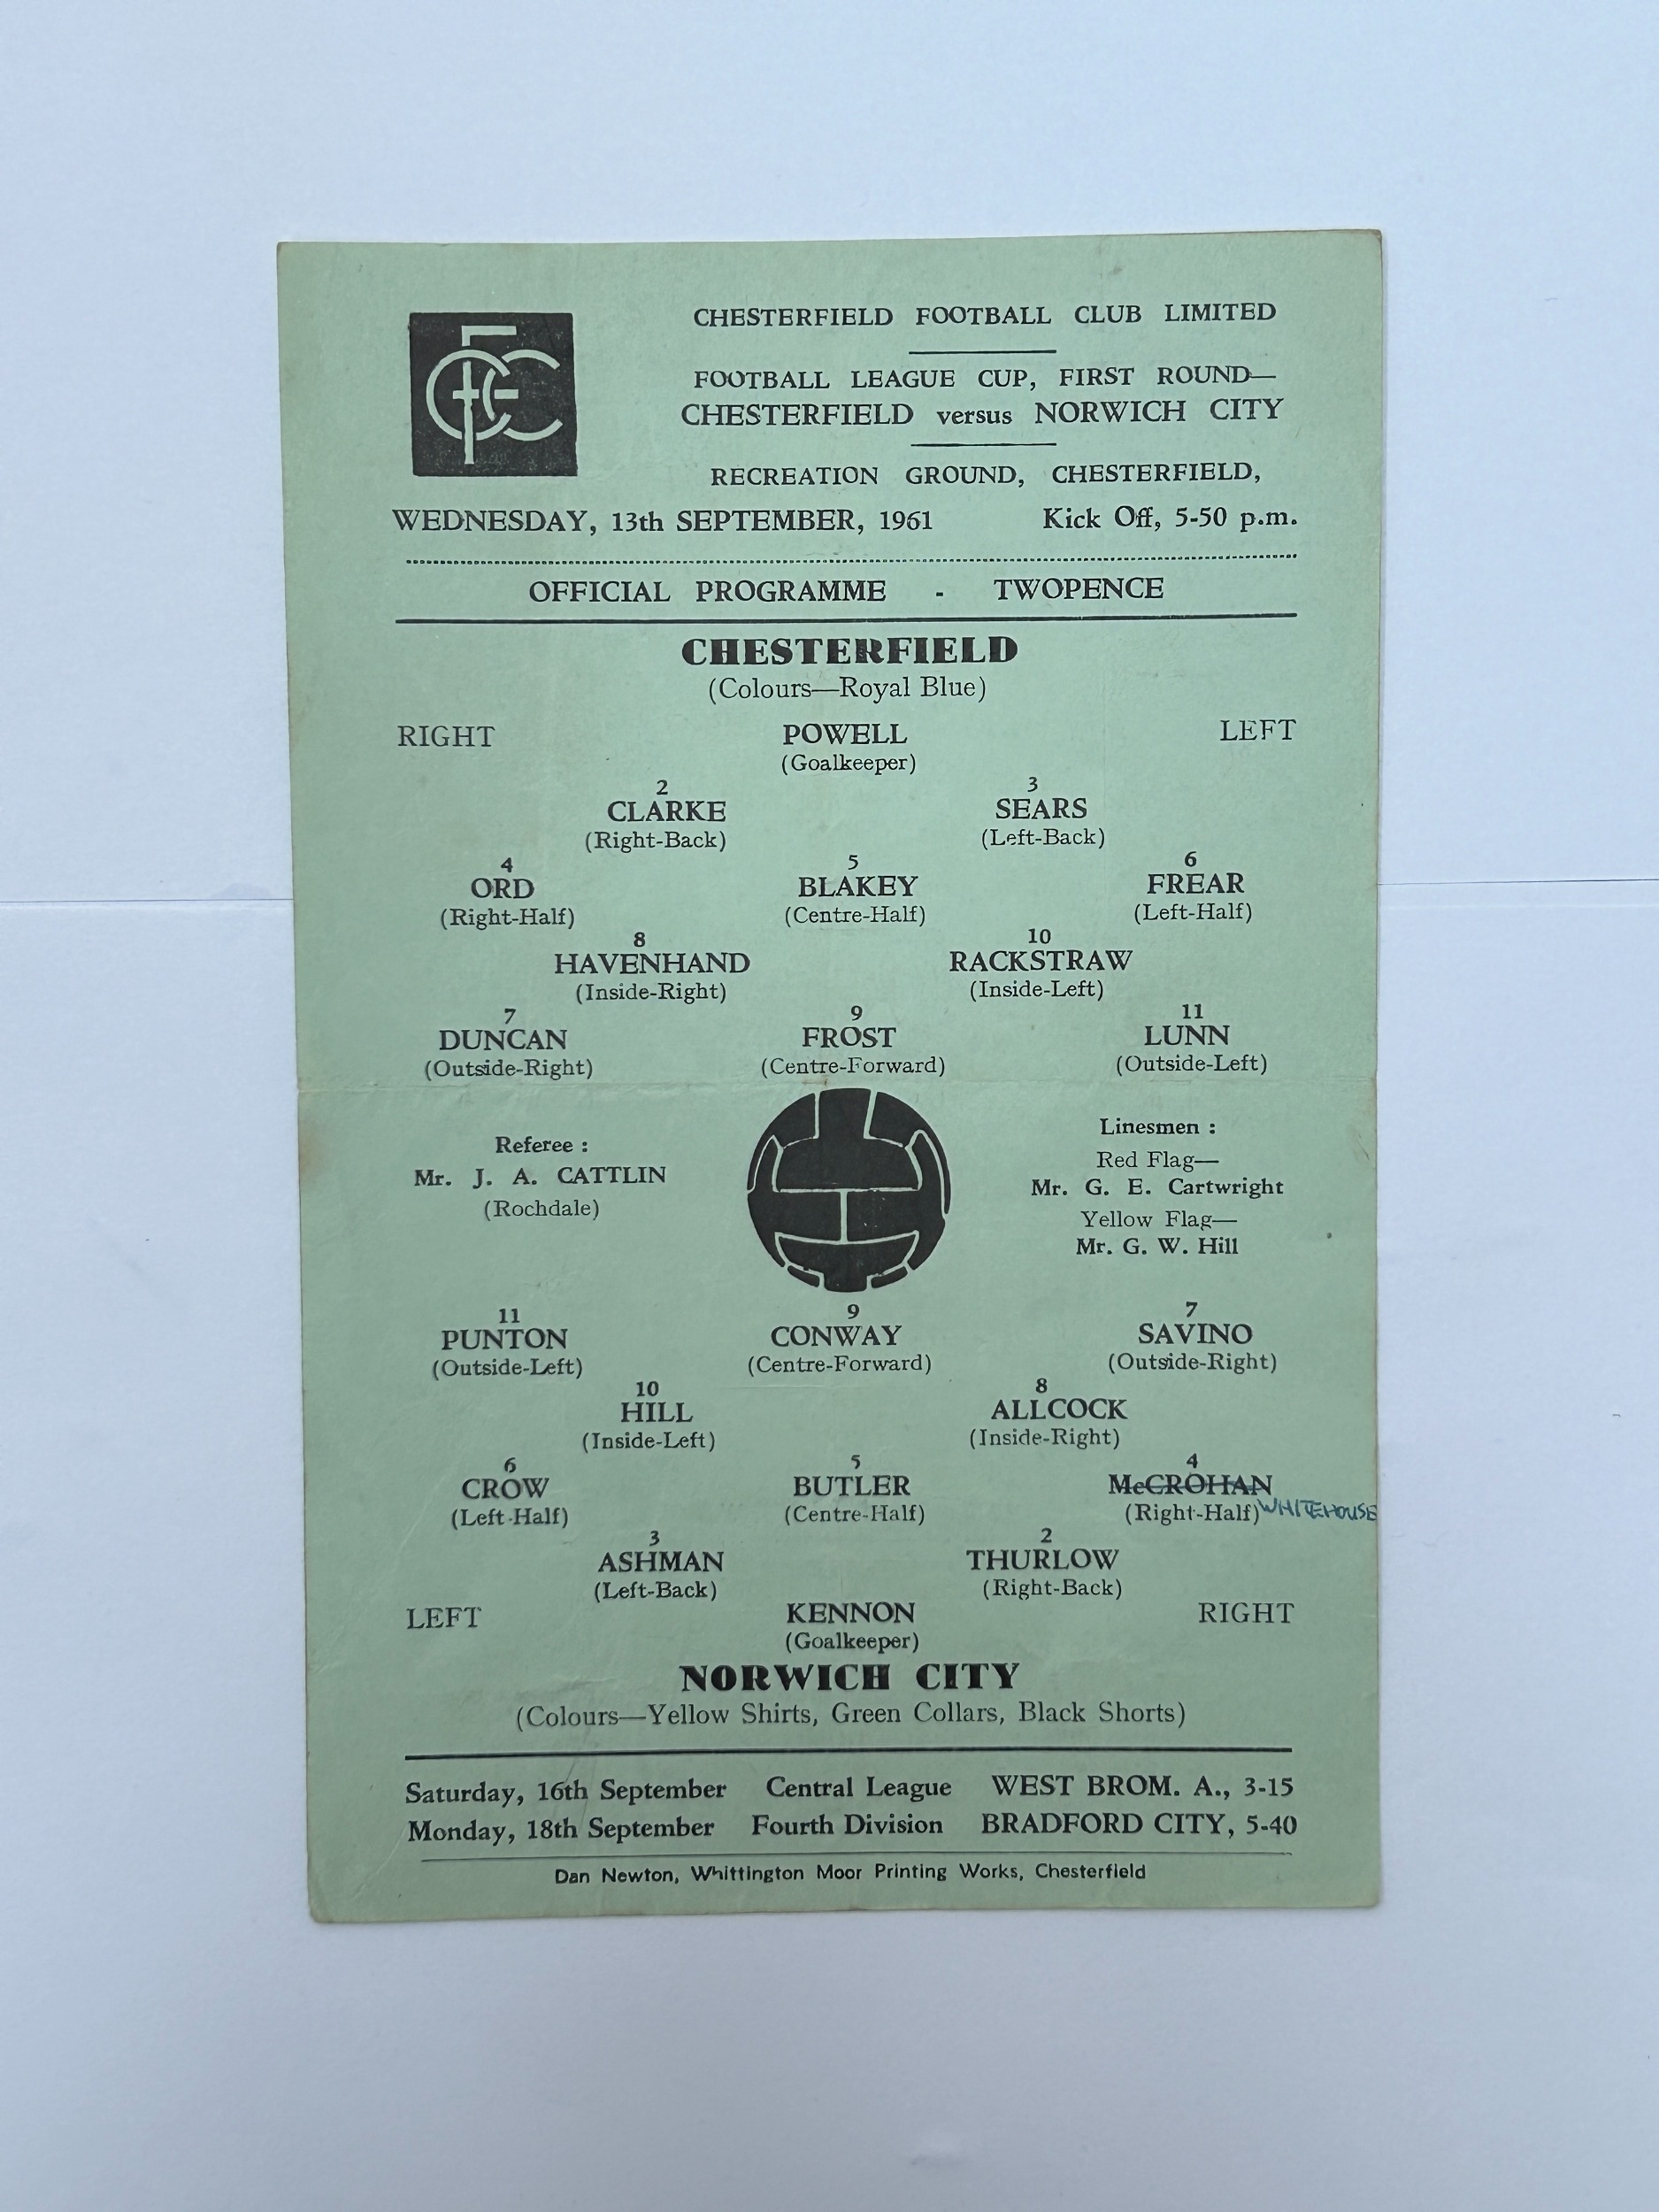 CFC
CHESTERFIELD FOOTBALL CLUB LIMITED
FOOTBALL LEAGUE CUP, FIRST ROUND—
CHESTERFIELD versus NORWICH CITY
RECREATION GROUND, CHESTERFIELD,
WEDNESDAY, 13th SEPTEMBER, 1961 Kick Off, 5-50 p.m.
OFFICIAL PROGRAMME - TWOPENCE
CHESTERFIELD
(Colours—Royal Blue)
RIGHT POWELL LEFT
(Goalkeeper)
2 3
CLARKE SEARS
(Right-Back) (Left-Back)
4 5 6
ORD BLAKEY FREAR
(Right-Half) (Centre-Half) (Left-Half)
8 10
HAVENHAND RACKSTRAW
(Inside-Right) (Inside-Left)
7 9 11
DUNCAN FROST LUNN
(Outside-Right) (Centre-Forward) (Outside-Left)
Referee :
Mr. J. A. CATTLIN
(Rochdale)
Linesmen :
Red Flag—
Mr. G. E. Cartwright
Yellow Flag—
Mr. G. W. Hill
11 9 7
PUNTON CONWAY SAVINO
(Outside-Left) (Centre-Forward) (Outside-Right)
10 8
HILL ALLCOCK
(Inside-Left) (Inside-Right)
6 5 4
CROW BUTLER McCROHAN
(Left-Half) (Centre-Half) (Right-Half) WHITEHOUSE
3 2
ASHMAN THURLOW
(Left-Back) (Right-Back)
LEFT KENNON RIGHT
(Goalkeeper)
NORWICH CITY
(Colours—Yellow Shirts, Green Collars, Black Shorts)
Saturday, 16th September Central League WEST BROM. A., 3-15
Monday, 18th September Fourth Division BRADFORD CITY, 5-40
Dan Newton, Whittington Moor Printing Works, Chesterfield